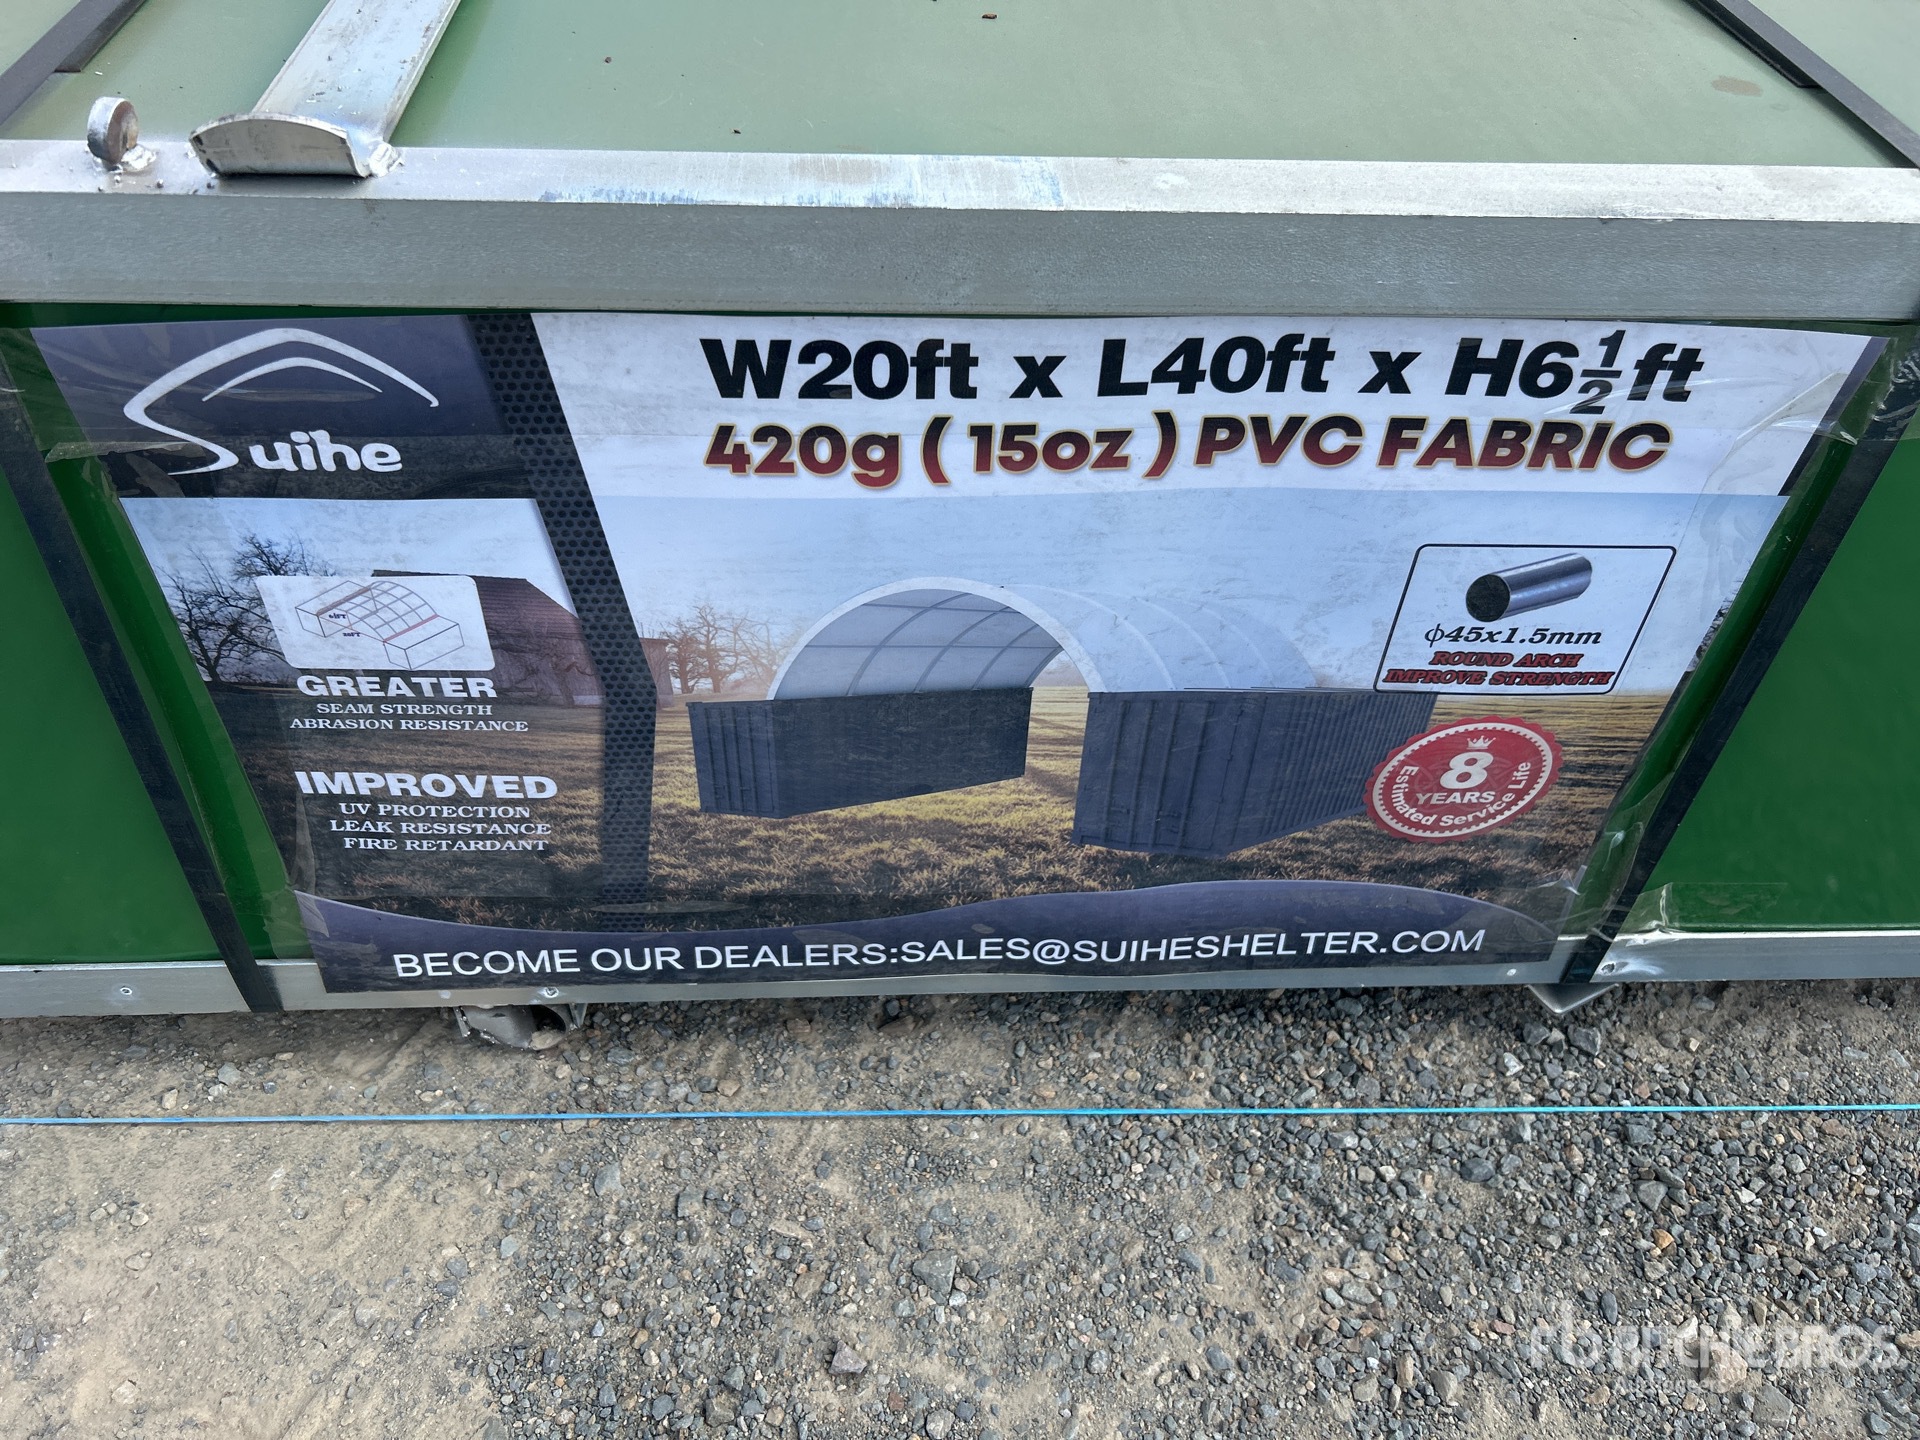 Suihe
W20ft x L40ft x H6½ft
420g (15oz) PVC FABRIC
GREATER
SEAM STRENGTH
ABRASION RESISTANCE
IMPROVED
UV PROTECTION
LEAK RESISTANCE
FIRE RETARDANT
ϕ45x1.5mm
ROUND ARCH
IMPROVE STRENGTH
8
YEARS
Estimated Service Life
BECOME OUR DEALERS:SALES@SUIHESHELTER.COM
RITCHIE BROS